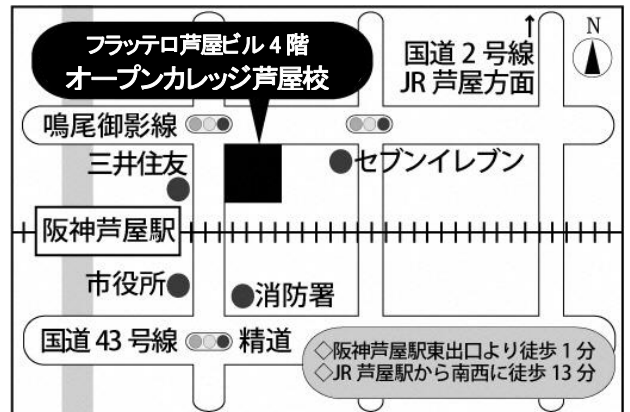 フラッテロ芦屋ビル4階
オープンカレッジ芦屋校
国道2号線
JR芦屋方面
↑
N
鳴尾御影線
三井住友
セブンイレブン
阪神芦屋駅
市役所
消防署
国道43号線
精道
◇阪神芦屋駅東出口より徒歩1分
◇JR芦屋駅から南西に徒歩13分